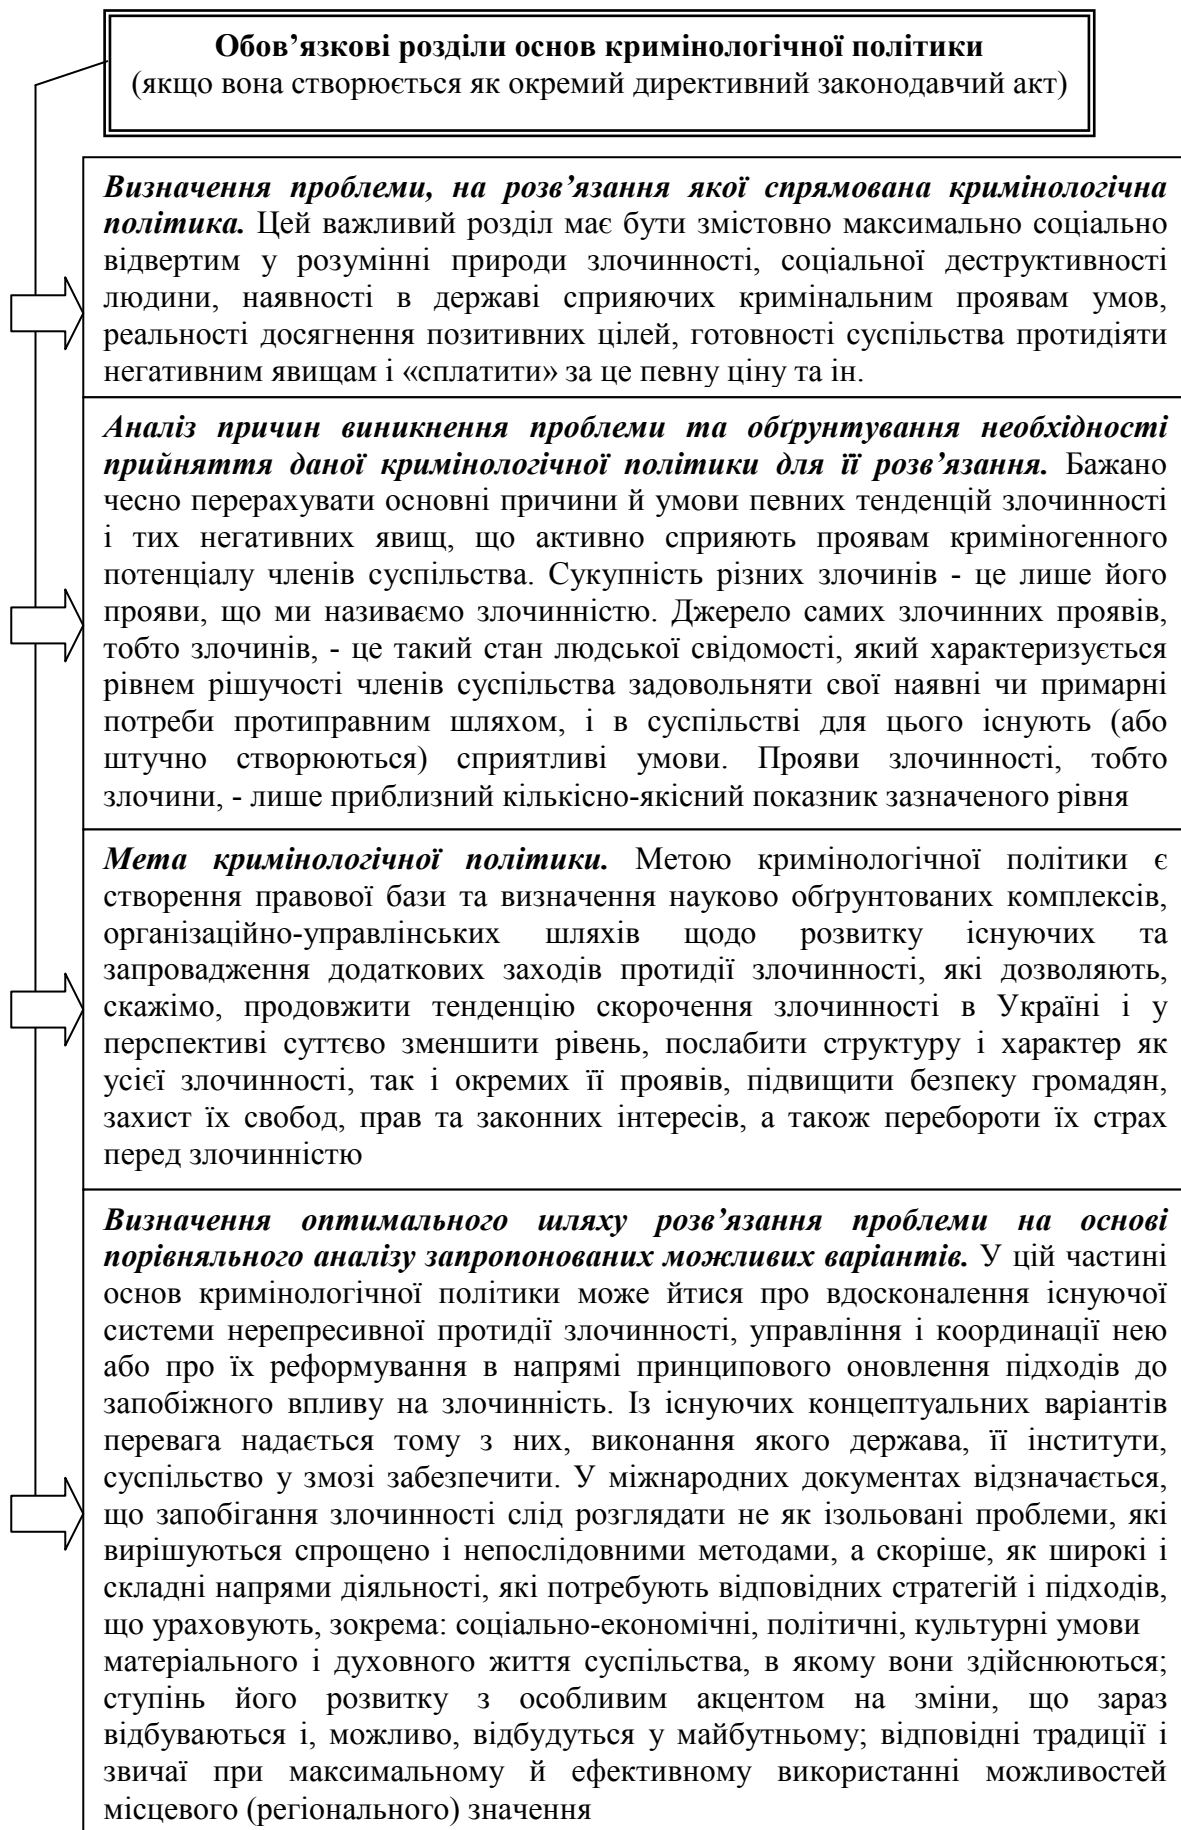 Обов’язкові розділи основ кримінологічної політики
(якщо вона створюється як окремий директивний законодавчий акт)
Визначення проблеми, на розв’язання якої спрямована кримінологічна
політика. Цей важливий розділ має бути змістовно максимально соціально
відвертим у розумінні природи злочинності, соціальної деструктивності
людини, наявності в державі сприяючих кримінальним проявам умов,
реальності досягнення позитивних цілей, готовності суспільства протидіяти
негативним явищам і «сплатити» за це певну ціну та ін.
Аналіз причин виникнення проблеми та обґрунтування необхідності
прийняття даної кримінологічної політики для її розв’язання. Бажано
чесно перерахувати основні причини й умови певних тенденцій злочинності
і тих негативних явищ, що активно сприяють проявам криміногенного
потенціалу членів суспільства. Сукупність різних злочинів - це лише його
прояви, що ми називаємо злочинністю. Джерело самих злочинних проявів,
тобто злочинів, - це такий стан людської свідомості, який характеризується
рівнем рішучості членів суспільства задовольняти свої наявні чи примарні
потреби протиправним шляхом, і в суспільстві для цього існують (або
штучно створюються) сприятливі умови. Прояви злочинності, тобто
злочини, - лише приблизний кількісно-якісний показник зазначеного рівня
Мета кримінологічної політики. Метою кримінологічної політики є
створення правової бази та визначення науково обґрунтованих комплексів,
організаційно-управлінських шляхів щодо розвитку існуючих та
запровадження додаткових заходів протидії злочинності, які дозволяють,
скажімо, продовжити тенденцію скорочення злочинності в Україні і у
перспективі суттєво зменшити рівень, послабити структуру і характер як
усієї злочинності, так і окремих її проявів, підвищити безпеку громадян,
захист їх свобод, прав та законних інтересів, а також перебороти їх страх
перед злочинністю
Визначення оптимального шляху розв’язання проблеми на основі
порівняльного аналізу запропонованих можливих варіантів. У цій частині
основ кримінологічної політики може йтися про вдосконалення існуючої
системи нерепресивної протидії злочинності, управління і координації нею
або про їх реформування в напрямі принципового оновлення підходів до
запобіжного впливу на злочинність. Із існуючих концептуальних варіантів
перевага надається тому з них, виконання якого держава, її інститути,
суспільство у змозі забезпечити. У міжнародних документах відзначається,
що запобігання злочинності слід розглядати не як ізольовані проблеми, які
вирішуються спрощено і непослідовними методами, а скоріше, як широкі і
складні напрями діяльності, які потребують відповідних стратегій і підходів,
що ураховують, зокрема: соціально-економічні, політичні, культурні умови
матеріального і духовного життя суспільства, в якому вони здійснюються;
ступінь його розвитку з особливим акцентом на зміни, що зараз
відбуваються і, можливо, відбудуться у майбутньому; відповідні традиції і
звичаї при максимальному й ефективному використанні можливостей
місцевого (регіонального) значення